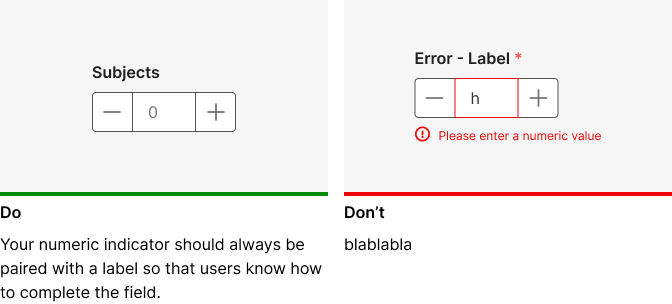 Subjects
0
Do
Your numeric indicator should always be
paired with a label so that users know how
to complete the field.
Error - Label *
h
Please enter a numeric value
Don’t
blablabla